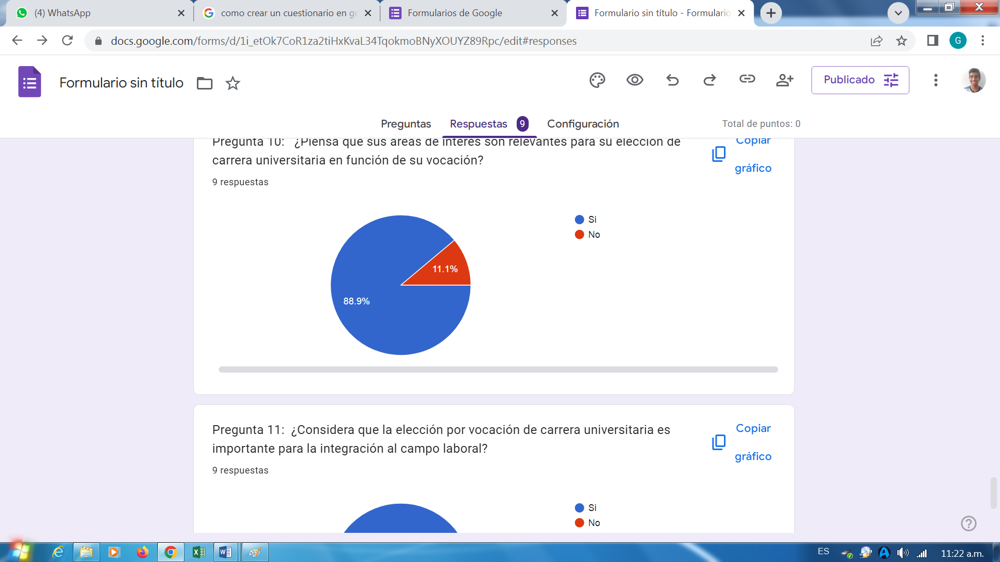 (4) WhatsApp
como crear un cuestionario en go
Formularios de Google
Formulario sin título - Formulario
docs.google.com/forms/d/1i_etOk7CoR1za2tiHxKvaL34TqokmoBNyXOUYZ89Rpc/edit#responses
G
Formulario sin título
Publicado
Preguntas
Respuestas 9
Configuración
Total de puntos: 0
Pregunta 10: ¿Piensa que sus áreas de interés son relevantes para su elección de
carrera universitaria en función de su vocación?
Copiar
gráfico
9 respuestas
Si
No
11.1%
88.9%
Pregunta 11: ¿Considera que la elección por vocación de carrera universitaria es
importante para la integración al campo laboral?
Copiar
gráfico
9 respuestas
Si
No
ES
11:22 a.m.